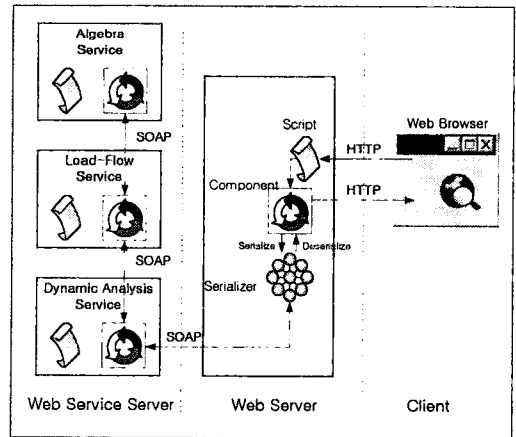 Algebra
Service
SOAP
Load-Flow
Service
SOAP
Dynamic Analysis
Service
SOAP
Web Service Server
Script
Component
Serialize
Deserialize
Serializer
Web Server
HTTP
HTTP
Web Browser
Client